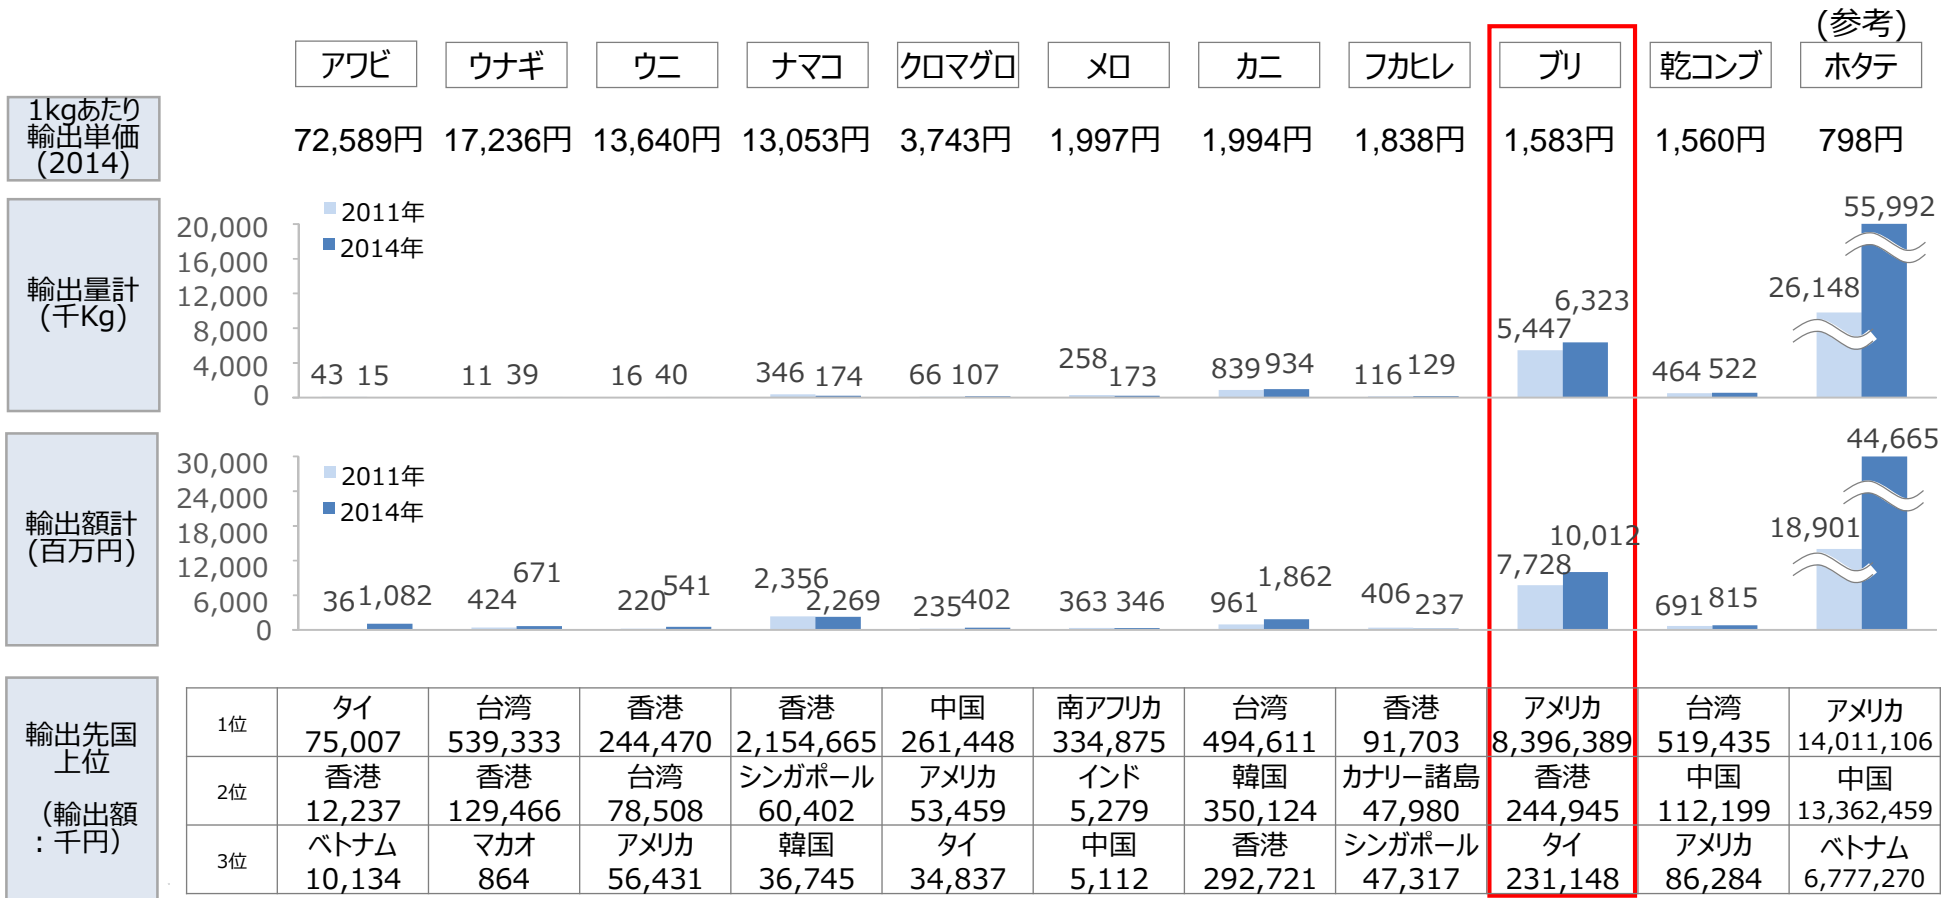 (参考)
アワビ ウナギ ウニ ナマコ クロマグロ メロ カニ フカヒレ ブリ 乾コンブ ホタテ
1kgあたり
輸出単価
(2014)
72,589円 17,236円 13,640円 13,053円 3,743円 1,997円 1,994円 1,838円 1,583円 1,560円 798円
輸出量計
(千Kg)
20,000
16,000
12,000
8,000
4,000
0
2011年
2014年
43 15 11 39 16 40 346 174 66 107 258 173 839 934 116 129 5,447 6,323 464 522 26,148 55,992
輸出額計
(百万円)
30,000
24,000
18,000
12,000
6,000
0
2011年
2014年
36 1,082 424 671 220 541 2,356 2,269 235 402 363 346 961 1,862 406 237 7,728 10,012 691 815 18,901 44,665
輸出先国
上位
(輸出額
:千円)
1位 タイ 台湾 香港 香港 中国 南アフリカ 台湾 香港 アメリカ 台湾 アメリカ
75,007 539,333 244,470 2,154,665 261,448 334,875 494,611 91,703 8,396,389 519,435 14,011,106
2位 香港 香港 台湾 シンガポール アメリカ インド 韓国 カナリー諸島 香港 中国 中国
12,237 129,466 78,508 60,402 53,459 5,279 350,124 47,980 244,945 112,199 13,362,459
3位 ベトナム マカオ アメリカ 韓国 タイ 中国 香港 シンガポール タイ アメリカ ベトナム
10,134 864 56,431 36,745 34,837 5,112 292,721 47,317 231,148 86,284 6,777,270